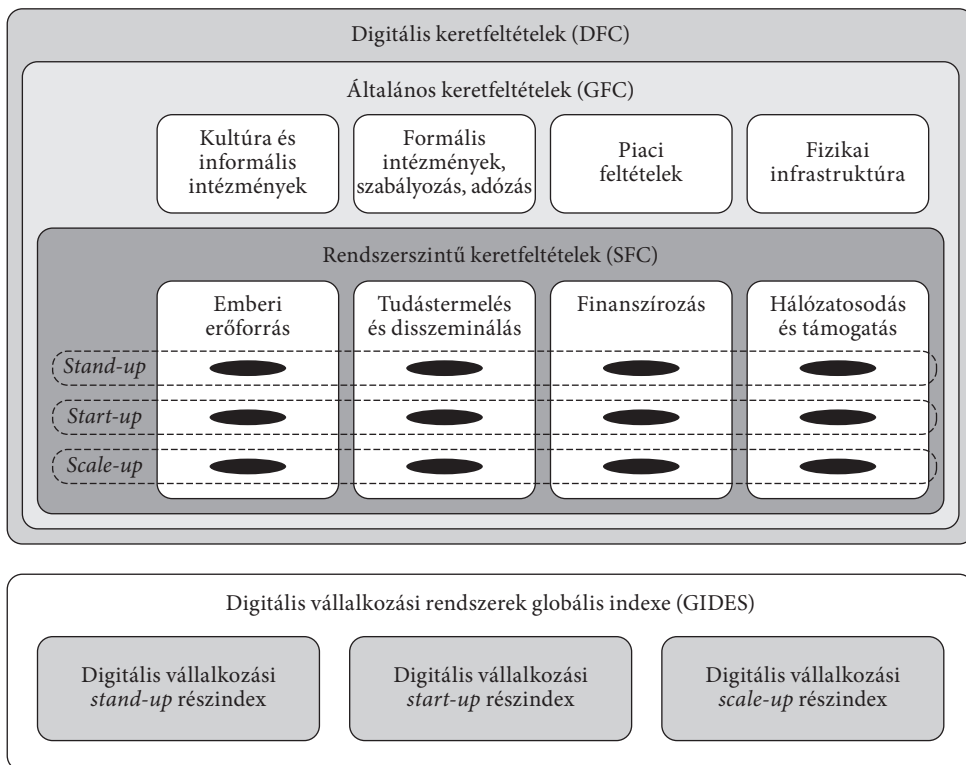 Digitális keretfeltételek (DFC)
Általános keretfeltételek (GFC)
Kultúra és
informális
intézmények
Formális
intézmények,
szabályozás, adózás
Piaci
feltételek
Fizikai
infrastruktúra
Rendszerszintű keretfeltételek (SFC)
Emberi
erőforrás
Tudástermelés
és disszeminálás
Finanszírozás
Hálózatosodás
és támogatás
Stand-up
Start-up
Scale-up
Digitális vállalkozási rendszerek globális indexe (GIDES)
Digitális vállalkozási
stand-up részindex
Digitális vállalkozási
start-up részindex
Digitális vállalkozási
scale-up részindex